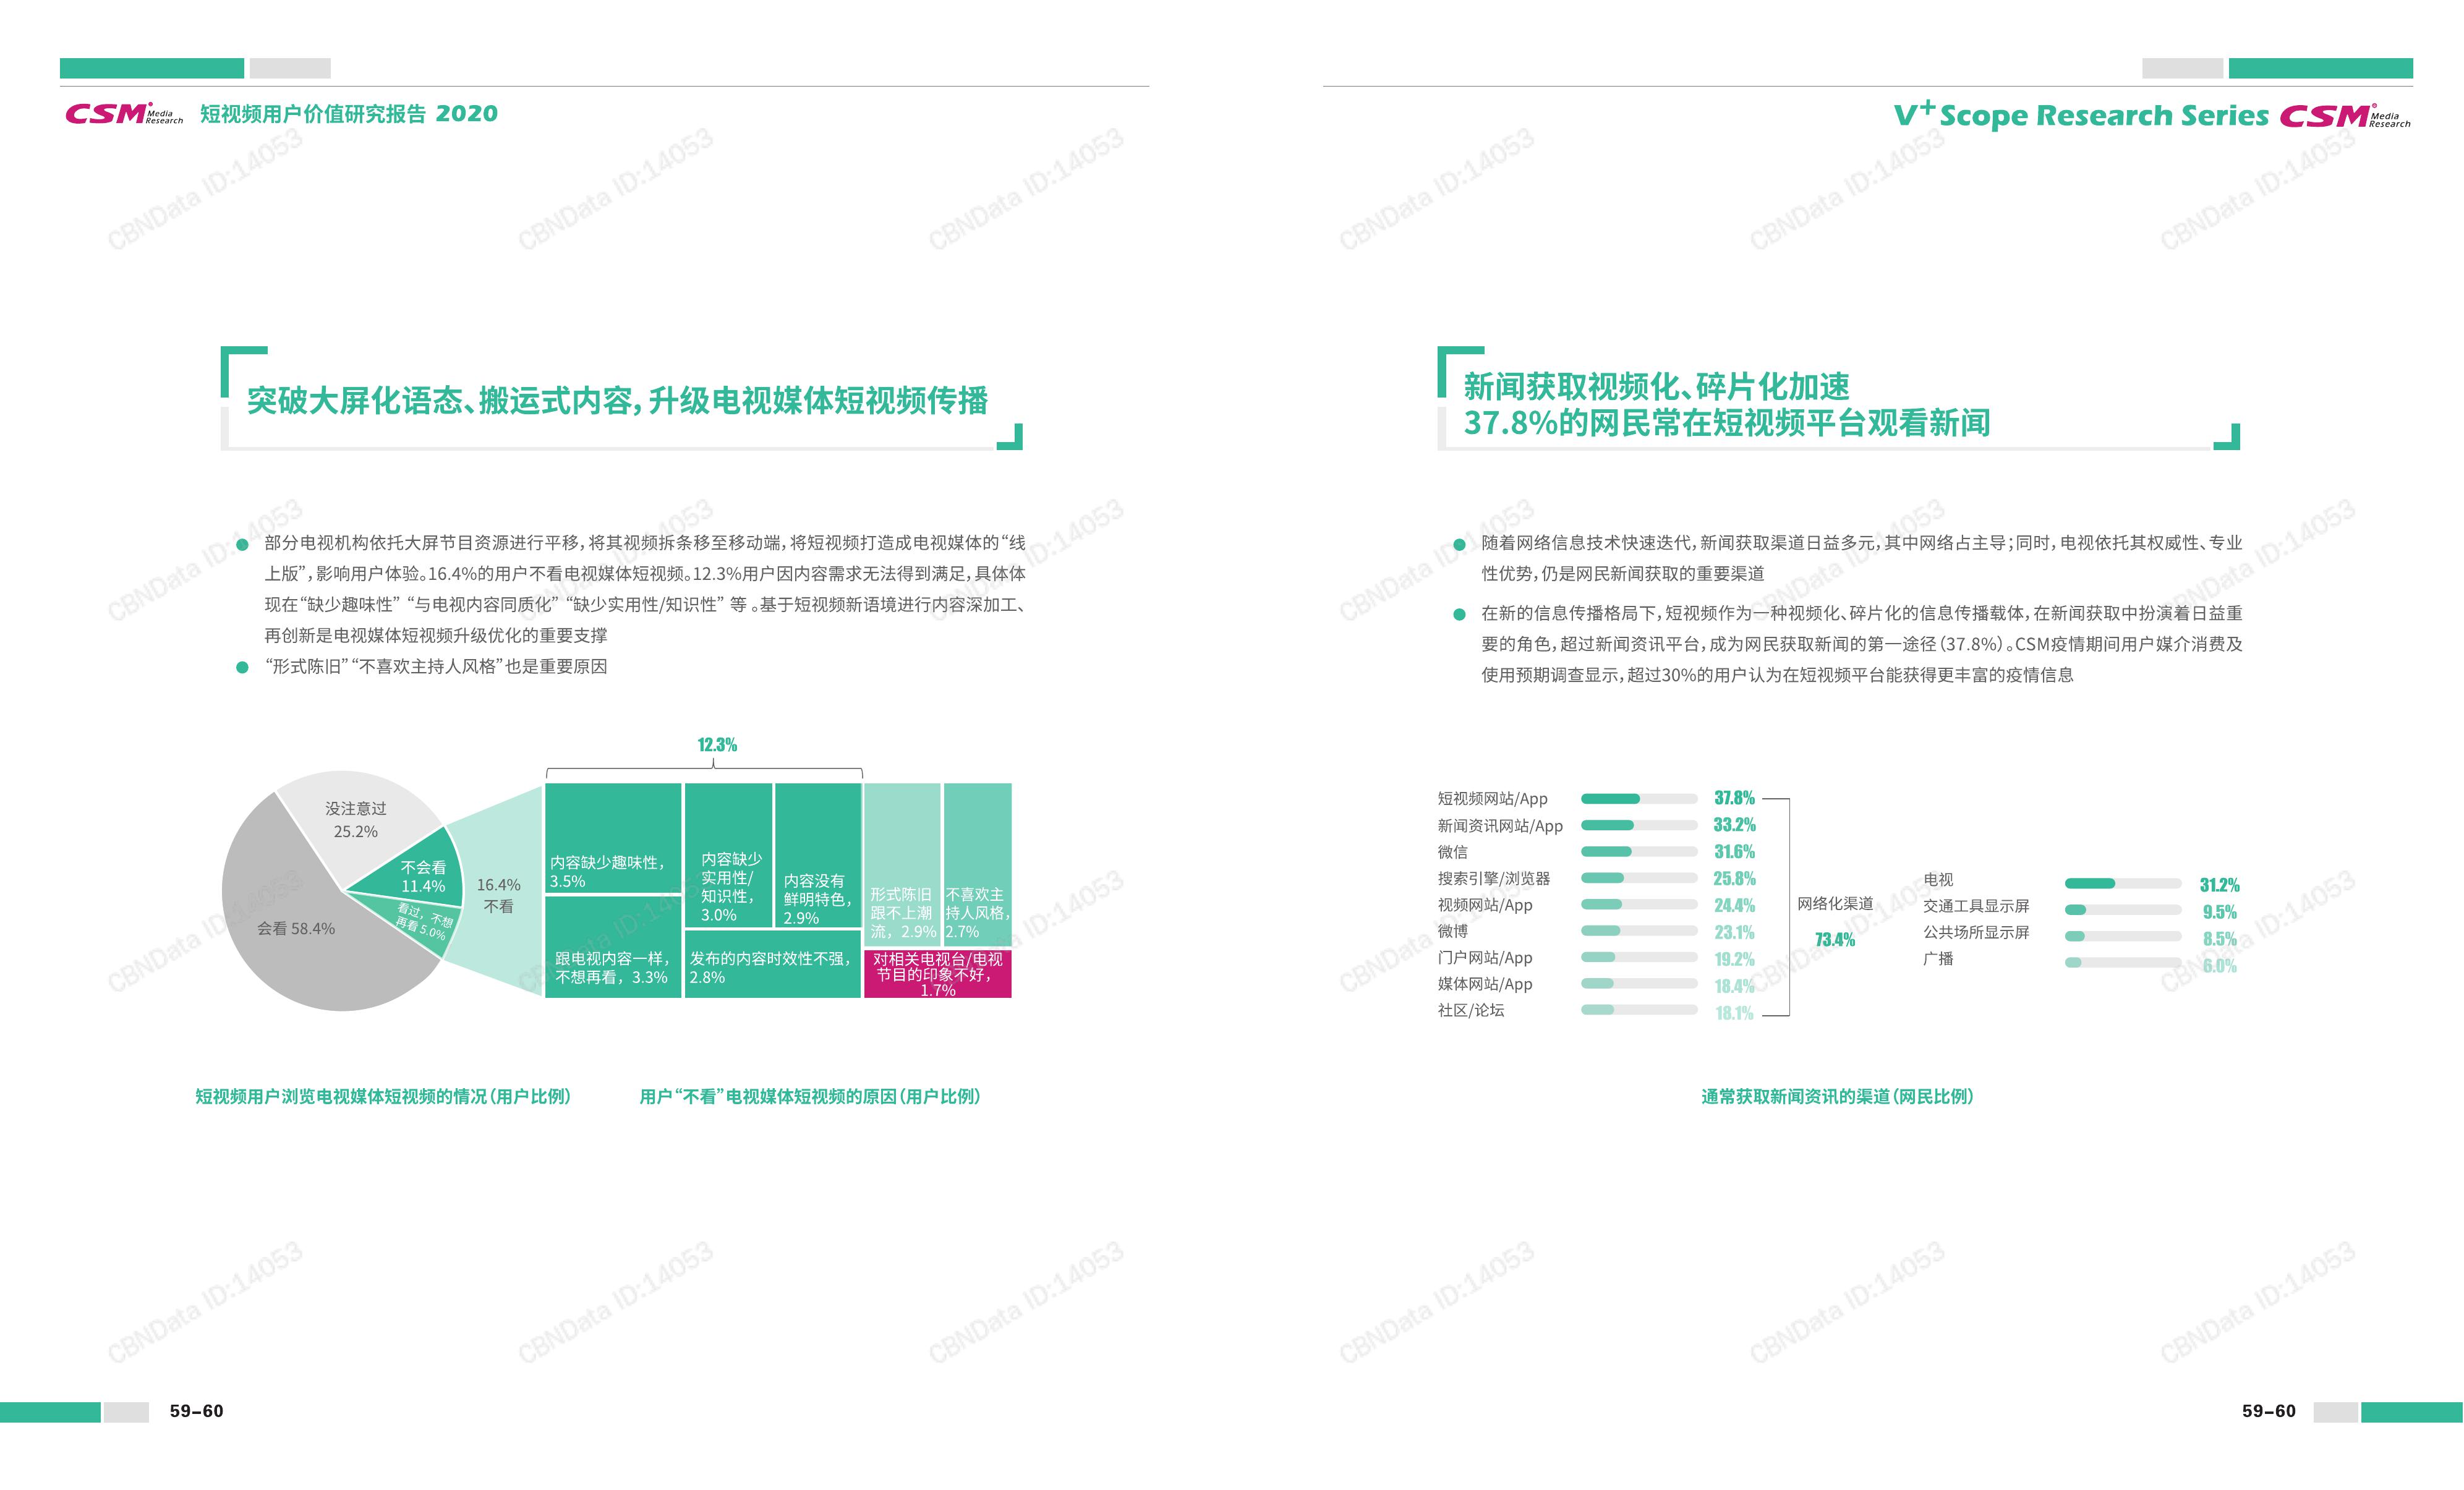 CSM Media Research 短视频用户价值研究报告 2020
突破大屏化语态、搬运式内容，升级电视媒体短视频传播
部分电视机构依托大屏节目资源进行平移，将其视频拆条移至移动端，将短视频打造成电视媒体的“线
上版”，影响用户体验。16.4%的用户不看电视媒体短视频。12.3%用户因内容需求无法得到满足，具体体
现在“缺少趣味性” “与电视内容同质化” “缺少实用性/知识性” 等 。基于短视频新语境进行内容深加工、
再创新是电视媒体短视频升级优化的重要支撑
“形式陈旧”“不喜欢主持人风格”也是重要原因
12.3%
没注意过
25.2%
不会看
11.4%
看过，不想
再看 5.0%
会看 58.4%
16.4%
不看
内容缺少趣味性，
3.5%
跟电视内容一样，
不想再看，3.3%
内容缺少
实用性/
知识性，
3.0%
内容没有
鲜明特色，
2.9%
发布的内容时效性不强，
2.8%
形式陈旧
跟不上潮
流，2.9%
不喜欢主
持人风格，
2.7%
对相关电视台/电视
节目的印象不好，
1.7%
短视频用户浏览电视媒体短视频的情况（用户比例）
用户“不看”电视媒体短视频的原因（用户比例）
59–60
V+Scope Research Series CSM Media Research
新闻获取视频化、碎片化加速
37.8%的网民常在短视频平台观看新闻
随着网络信息技术快速迭代，新闻获取渠道日益多元，其中网络占主导；同时，电视依托其权威性、专业
性优势，仍是网民新闻获取的重要渠道
在新的信息传播格局下，短视频作为一种视频化、碎片化的信息传播载体，在新闻获取中扮演着日益重
要的角色，超过新闻资讯平台，成为网民获取新闻的第一途径（37.8%）。CSM疫情期间用户媒介消费及
使用预期调查显示，超过30%的用户认为在短视频平台能获得更丰富的疫情信息
短视频网站/App 37.8%
新闻资讯网站/App 33.2%
微信 31.6%
搜索引擎/浏览器 25.8%
视频网站/App 24.4%
微博 23.1%
门户网站/App 19.2%
媒体网站/App 18.4%
社区/论坛 18.1%
网络化渠道
73.4%
电视 31.2%
交通工具显示屏 9.5%
公共场所显示屏 8.5%
广播 6.0%
通常获取新闻资讯的渠道（网民比例）
59–60
CBNData ID:14053